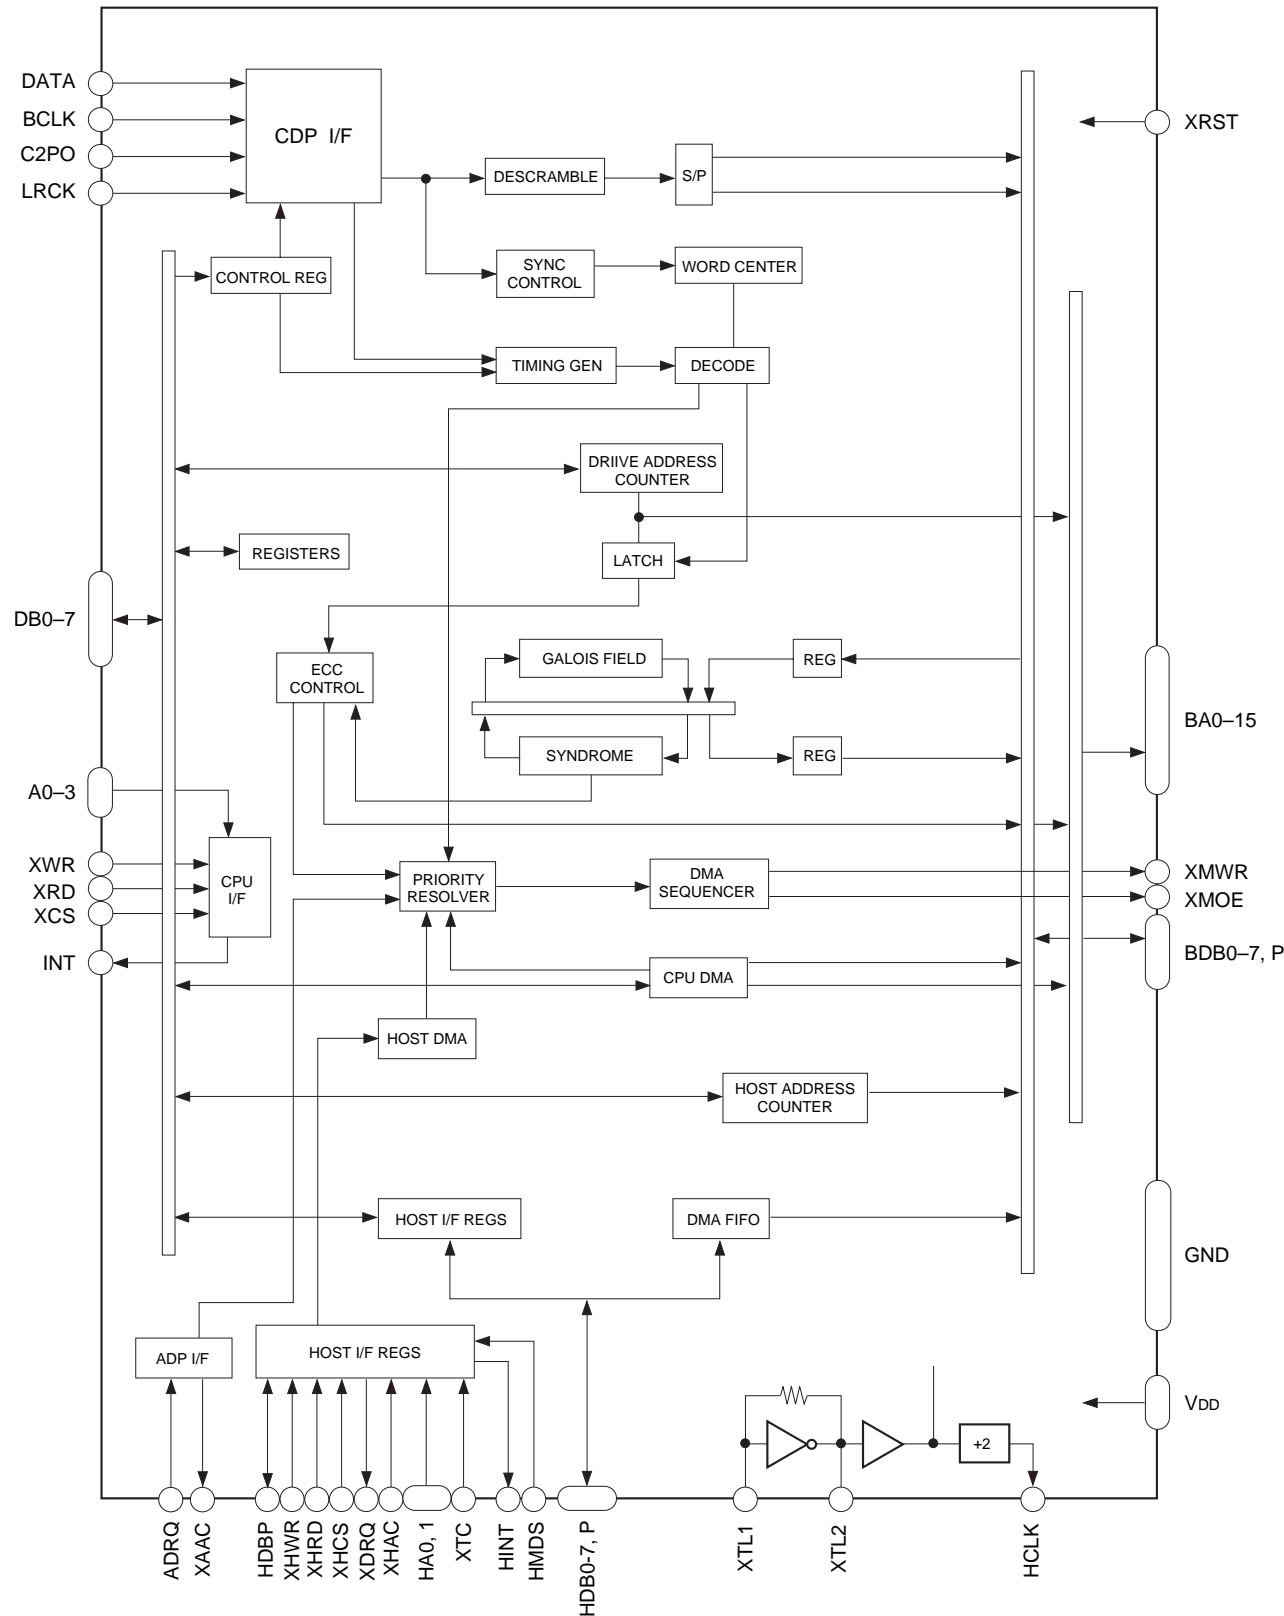 DATA
BCLK
C2PO
LRCK
CDP I/F
XRST
DESCRAMBLE
S/P
CONTROL REG
SYNC
CONTROL
WORD CENTER
TIMING GEN
DECODE
DRIIVE ADDRESS
COUNTER
REGISTERS
LATCH
DB0–7
ECC
CONTROL
GALOIS FIELD
REG
BA0–15
SYNDROME
REG
A0–3
XWR
XRD
XCS
INT
CPU
I/F
PRIORITY
RESOLVER
DMA
SEQUENCER
XMWR
XMOE
BDB0–7, P
CPU DMA
HOST DMA
HOST ADDRESS
COUNTER
HOST I/F REGS
DMA FIFO
GND
ADP I/F
HOST I/F REGS
VDD
+2
ADRQ
XAAC
HDBP
XHWR
XHRD
XHCS
XDRQ
XHAC
HA0, 1
XTC
HINT
HMDS
HDB0-7, P
XTL1
XTL2
HCLK